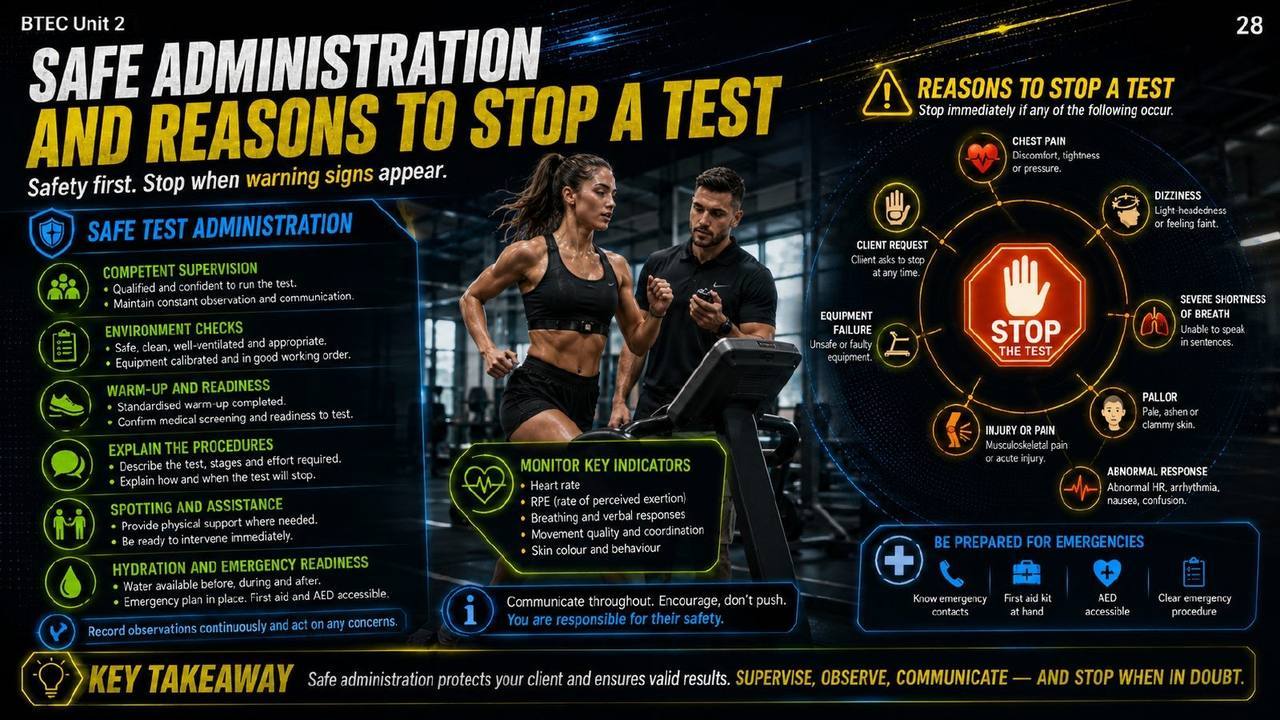 BTEC Unit 2
28
SAFE ADMINISTRATION
AND REASONS TO STOP A TEST
Safety first. Stop when warning signs appear.
SAFE TEST ADMINISTRATION
COMPETENT SUPERVISION
• Qualified and confident to run the test.
• Maintain constant observation and communication.
ENVIRONMENT CHECKS
• Safe, clean, well-ventilated and appropriate.
• Equipment calibrated and in good working order.
WARM-UP AND READINESS
• Standardised warm-up completed.
• Confirm medical screening and readiness to test.
EXPLAIN THE PROCEDURES
• Describe the test, stages and effort required.
• Explain how and when the test will stop.
SPOTTING AND ASSISTANCE
• Provide physical support where needed.
• Be ready to intervene immediately.
HYDRATION AND EMERGENCY READINESS
• Water available before, during and after.
• Emergency plan in place. First aid and AED accessible.
Record observations continuously and act on any concerns.
MONITOR KEY INDICATORS
• Heart rate
• RPE (rate of perceived exertion)
• Breathing and verbal responses
• Movement quality and coordination
• Skin colour and behaviour
Communicate throughout. Encourage, don't push.
You are responsible for their safety.
REASONS TO STOP A TEST
Stop immediately if any of the following occur.
CHEST PAIN
Discomfort, tightness
or pressure.
DIZZINESS
Light-headedness
or feeling faint.
SEVERE SHORTNESS
OF BREATH
Unable to speak
in sentences.
PALLOR
Pale, ashen or
clammy skin.
ABNORMAL RESPONSE
Abnormal HR, arrhythmia,
nausea, confusion.
INJURY OR PAIN
Musculoskeletal pain
or acute injury.
EQUIPMENT
FAILURE
Unsafe or faulty
equipment.
CLIENT REQUEST
Client asks to stop
at any time.
STOP
THE TEST
BE PREPARED FOR EMERGENCIES
Know emergency
contacts
First aid kit
at hand
AED
accessible
Clear emergency
procedure
KEY TAKEAWAY
Safe administration protects your client and ensures valid results. SUPERVISE, OBSERVE, COMMUNICATE — AND STOP WHEN IN DOUBT.